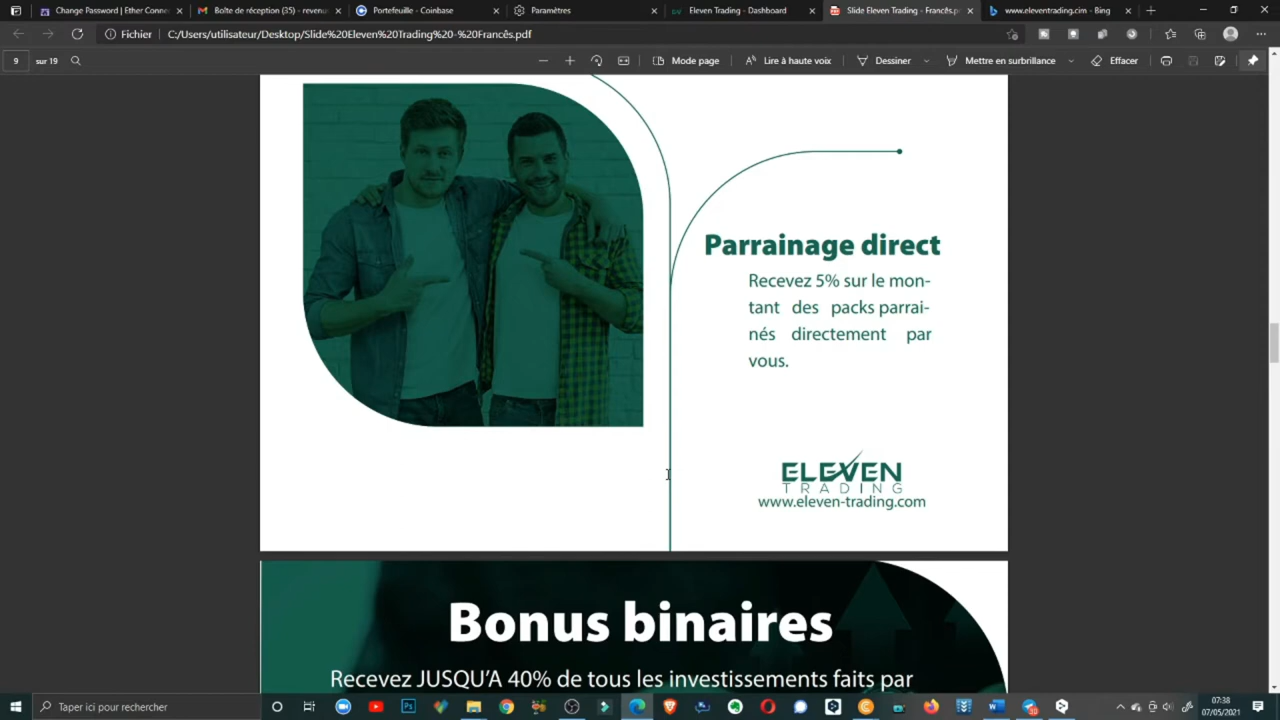 Change Password | Ether Connec
Boîte de réception (35) - revenu
Portefeuille - Coinbase
Paramètres
Eleven Trading - Dashboard
Slide Eleven Trading - Francês.p
www.eleventrading.cim - Bing
Fichier
C:/Users/utilisateur/Desktop/Slide%20Eleven%20Trading%20-%20Francês.pdf
9 sur 19
Mode page
Lire à haute voix
Dessiner
Mettre en surbrillance
Effacer
Parrainage direct
Recevez 5% sur le mon-
tant des packs parrai-
nés directement par
vous.
ELEVEN
TRADING
www.eleven-trading.com
Bonus binaires
Recevez JUSQU'A 40% de tous les investissements faits par
Taper ici pour rechercher
07:38
07/05/2021